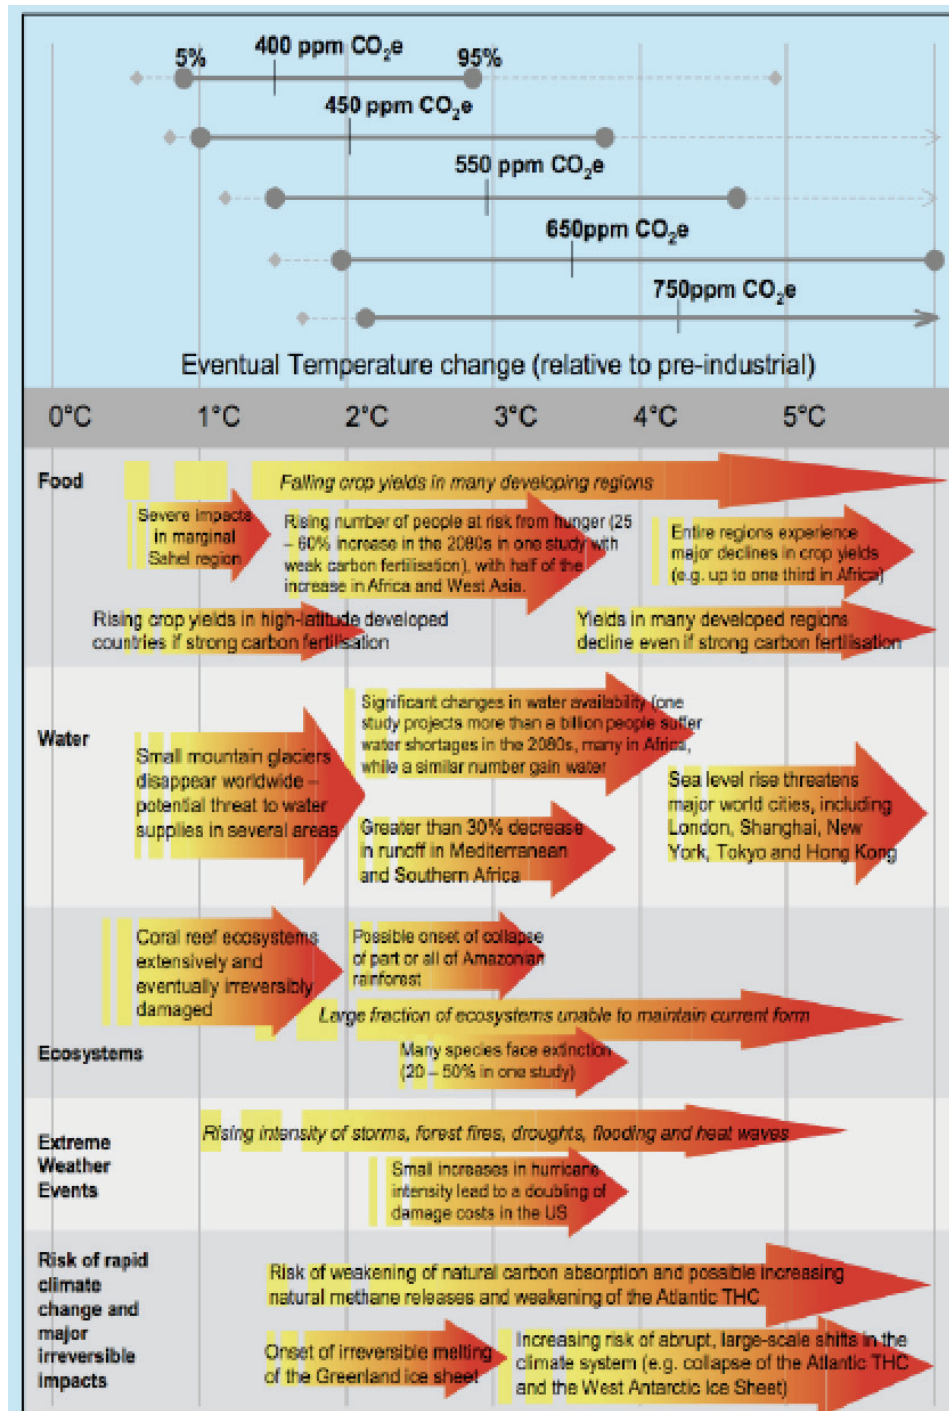 400 ppm CO₂e
5%
95%
450 ppm CO₂e
550 ppm CO₂e
650ppm CO₂e
750ppm CO₂e
Eventual Temperature change (relative to pre-industrial)
0°C 1°C 2°C 3°C 4°C 5°C
Food
Falling crop yields in many developing regions
Severe impacts
in marginal
Sahel region
Rising number of people at risk from hunger (25
– 60% increase in the 2080s in one study with
weak carbon fertilisation), with half of the
increase in Africa and West Asia.
Entire regions experience
major declines in crop yields
(e.g. up to one third in Africa)
Rising crop yields in high-latitude developed
countries if strong carbon fertilisation
Yields in many developed regions
decline even if strong carbon fertilisation
Water
Small mountain glaciers
disappear worldwide –
potential threat to water
supplies in several areas
Significant changes in water availability (one
study projects more than a billion people suffer
water shortages in the 2080s, many in Africa,
while a similar number gain water
Greater than 30% decrease
in runoff in Mediterranean
and Southern Africa
Sea level rise threatens
major world cities, including
London, Shanghai, New
York, Tokyo and Hong Kong
Ecosystems
Coral reef ecosystems
extensively and
eventually irreversibly
damaged
Possible onset of collapse
of part or all of Amazonian
rainforest
Large fraction of ecosystems unable to maintain current form
Many species face extinction
(20 – 50% in one study)
Extreme
Weather
Events
Rising intensity of storms, forest fires, droughts, flooding and heat waves
Small increases in hurricane
intensity lead to a doubling of
damage costs in the US
Risk of rapid
climate
change and
major
irreversible
impacts
Risk of weakening of natural carbon absorption and possible increasing
natural methane releases and weakening of the Atlantic THC
Onset of irreversible melting
of the Greenland ice sheet
Increasing risk of abrupt, large-scale shifts in the
climate system (e.g. collapse of the Atlantic THC
and the West Antarctic Ice Sheet)